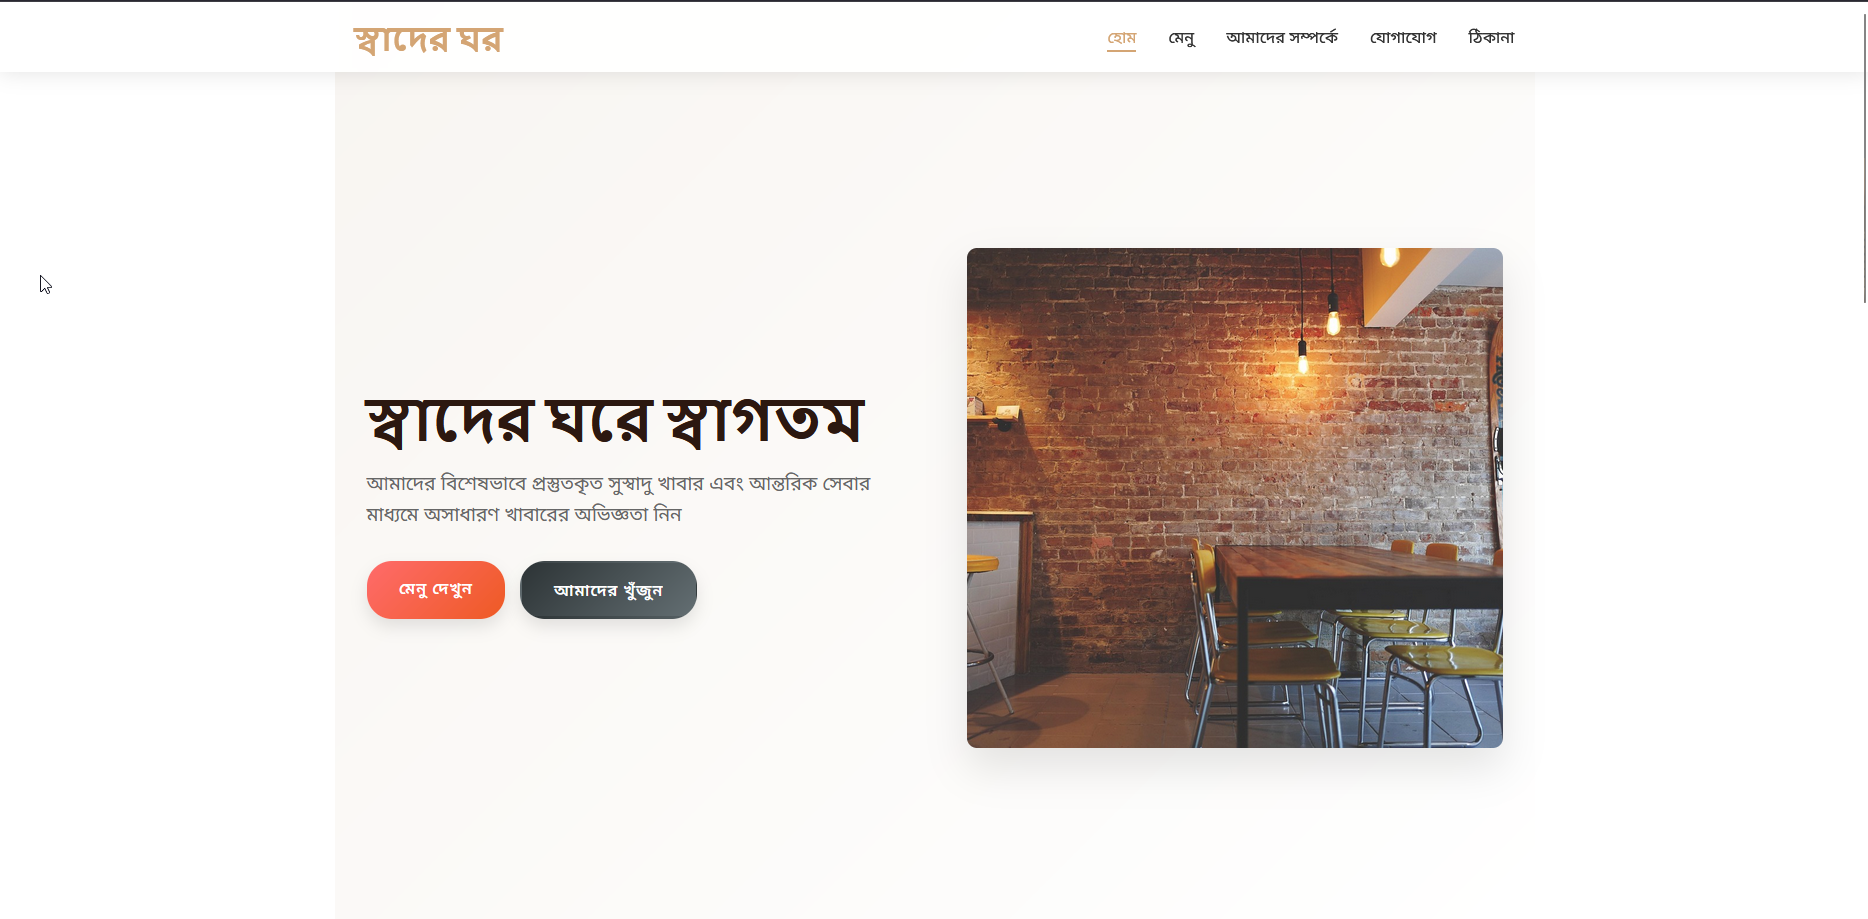 স্বাদের ঘর
হোম মেনু আমাদের সম্পর্কে যোগাযোগ ঠিকানা
স্বাদের ঘরে স্বাগতম
আমাদের বিশেষভাবে প্রস্তুতকৃত সুস্বাদু খাবার এবং আন্তরিক সেবার
মাধ্যমে অসাধারণ খাবারের অভিজ্ঞতা নিন
মেনু দেখুন আমাদের খুঁজুন